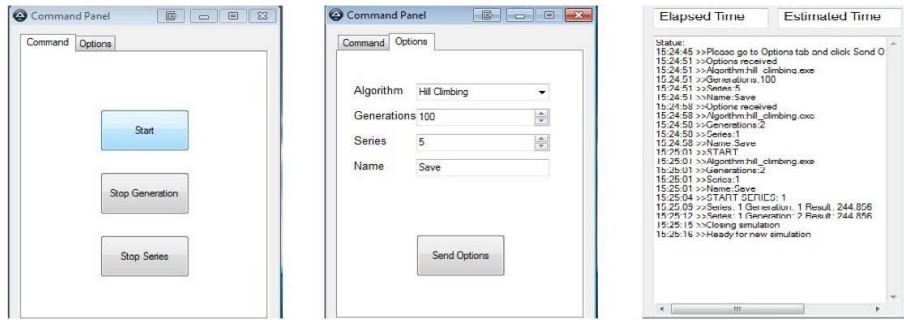 Command Panel
Command Options
Start
Stop Generation
Stop Series
Command Panel
Command Options
Algorithm Hill Climbing
Generations 100
Series 5
Name Save
Send Options
Elapsed Time Estimated Time
Status:
15:24:45 >>Please go to Options tab and click Send O
15:24:51 >>Options received
15:24:51 >>Algorithm:hill_climbing.exe
15:24:51 >>Generations:100
15:24:51 >>Series:5
15:24:51 >>Name:Save
15:24:58 >>Options received
15:24:58 >>Algorithm:hill_climbing.exe
15:24:58 >>Generations:2
15:24:58 >>Series:1
15:24:58 >>Name:Save
15:25:01 >>START
15:25:01 >>Algorithm:hill_climbing.exe
15:25:01 >>Generations:2
15:25:01 >>Series:1
15:25:01 >>Name:Save
15:25:04 >>START SERIES: 1
15:25:09 >>Series: 1 Generation: 1 Result: 244.856
15:25:12 >>Series: 1 Generation: 2 Result: 244.856
15:25:15 >>Closing simulation
15:25:16 >>Ready for new simulation